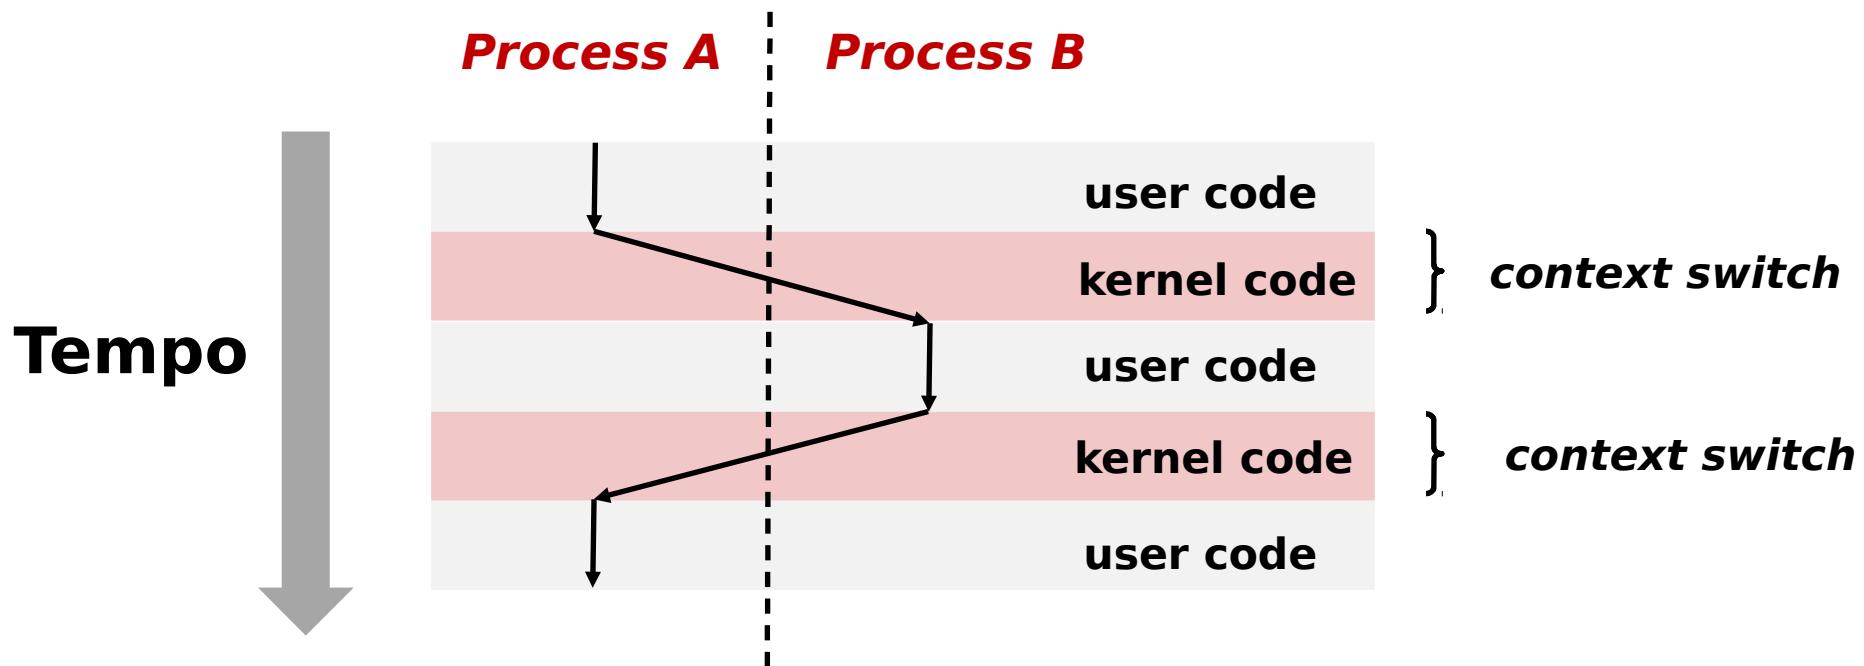 Process A
Process B
user code
kernel code
context switch
Tempo
user code
kernel code
context switch
user code